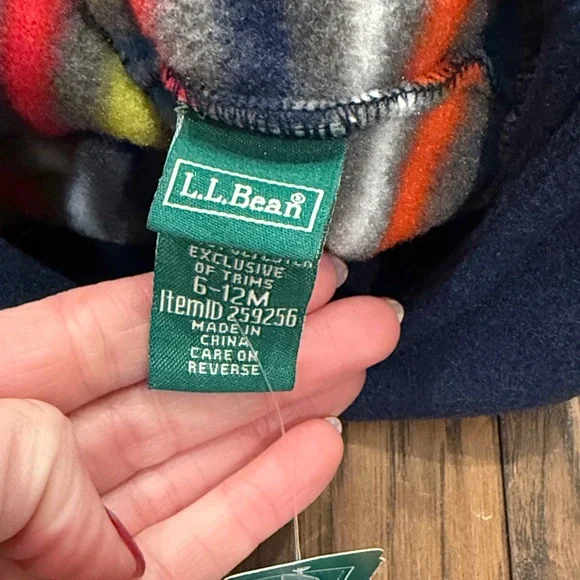 L.L.Bean®
EXCLUSIVE
OF TRIMS
6-12M
ItemID 259256
MADE IN
CHINA
CARE ON
REVERSE